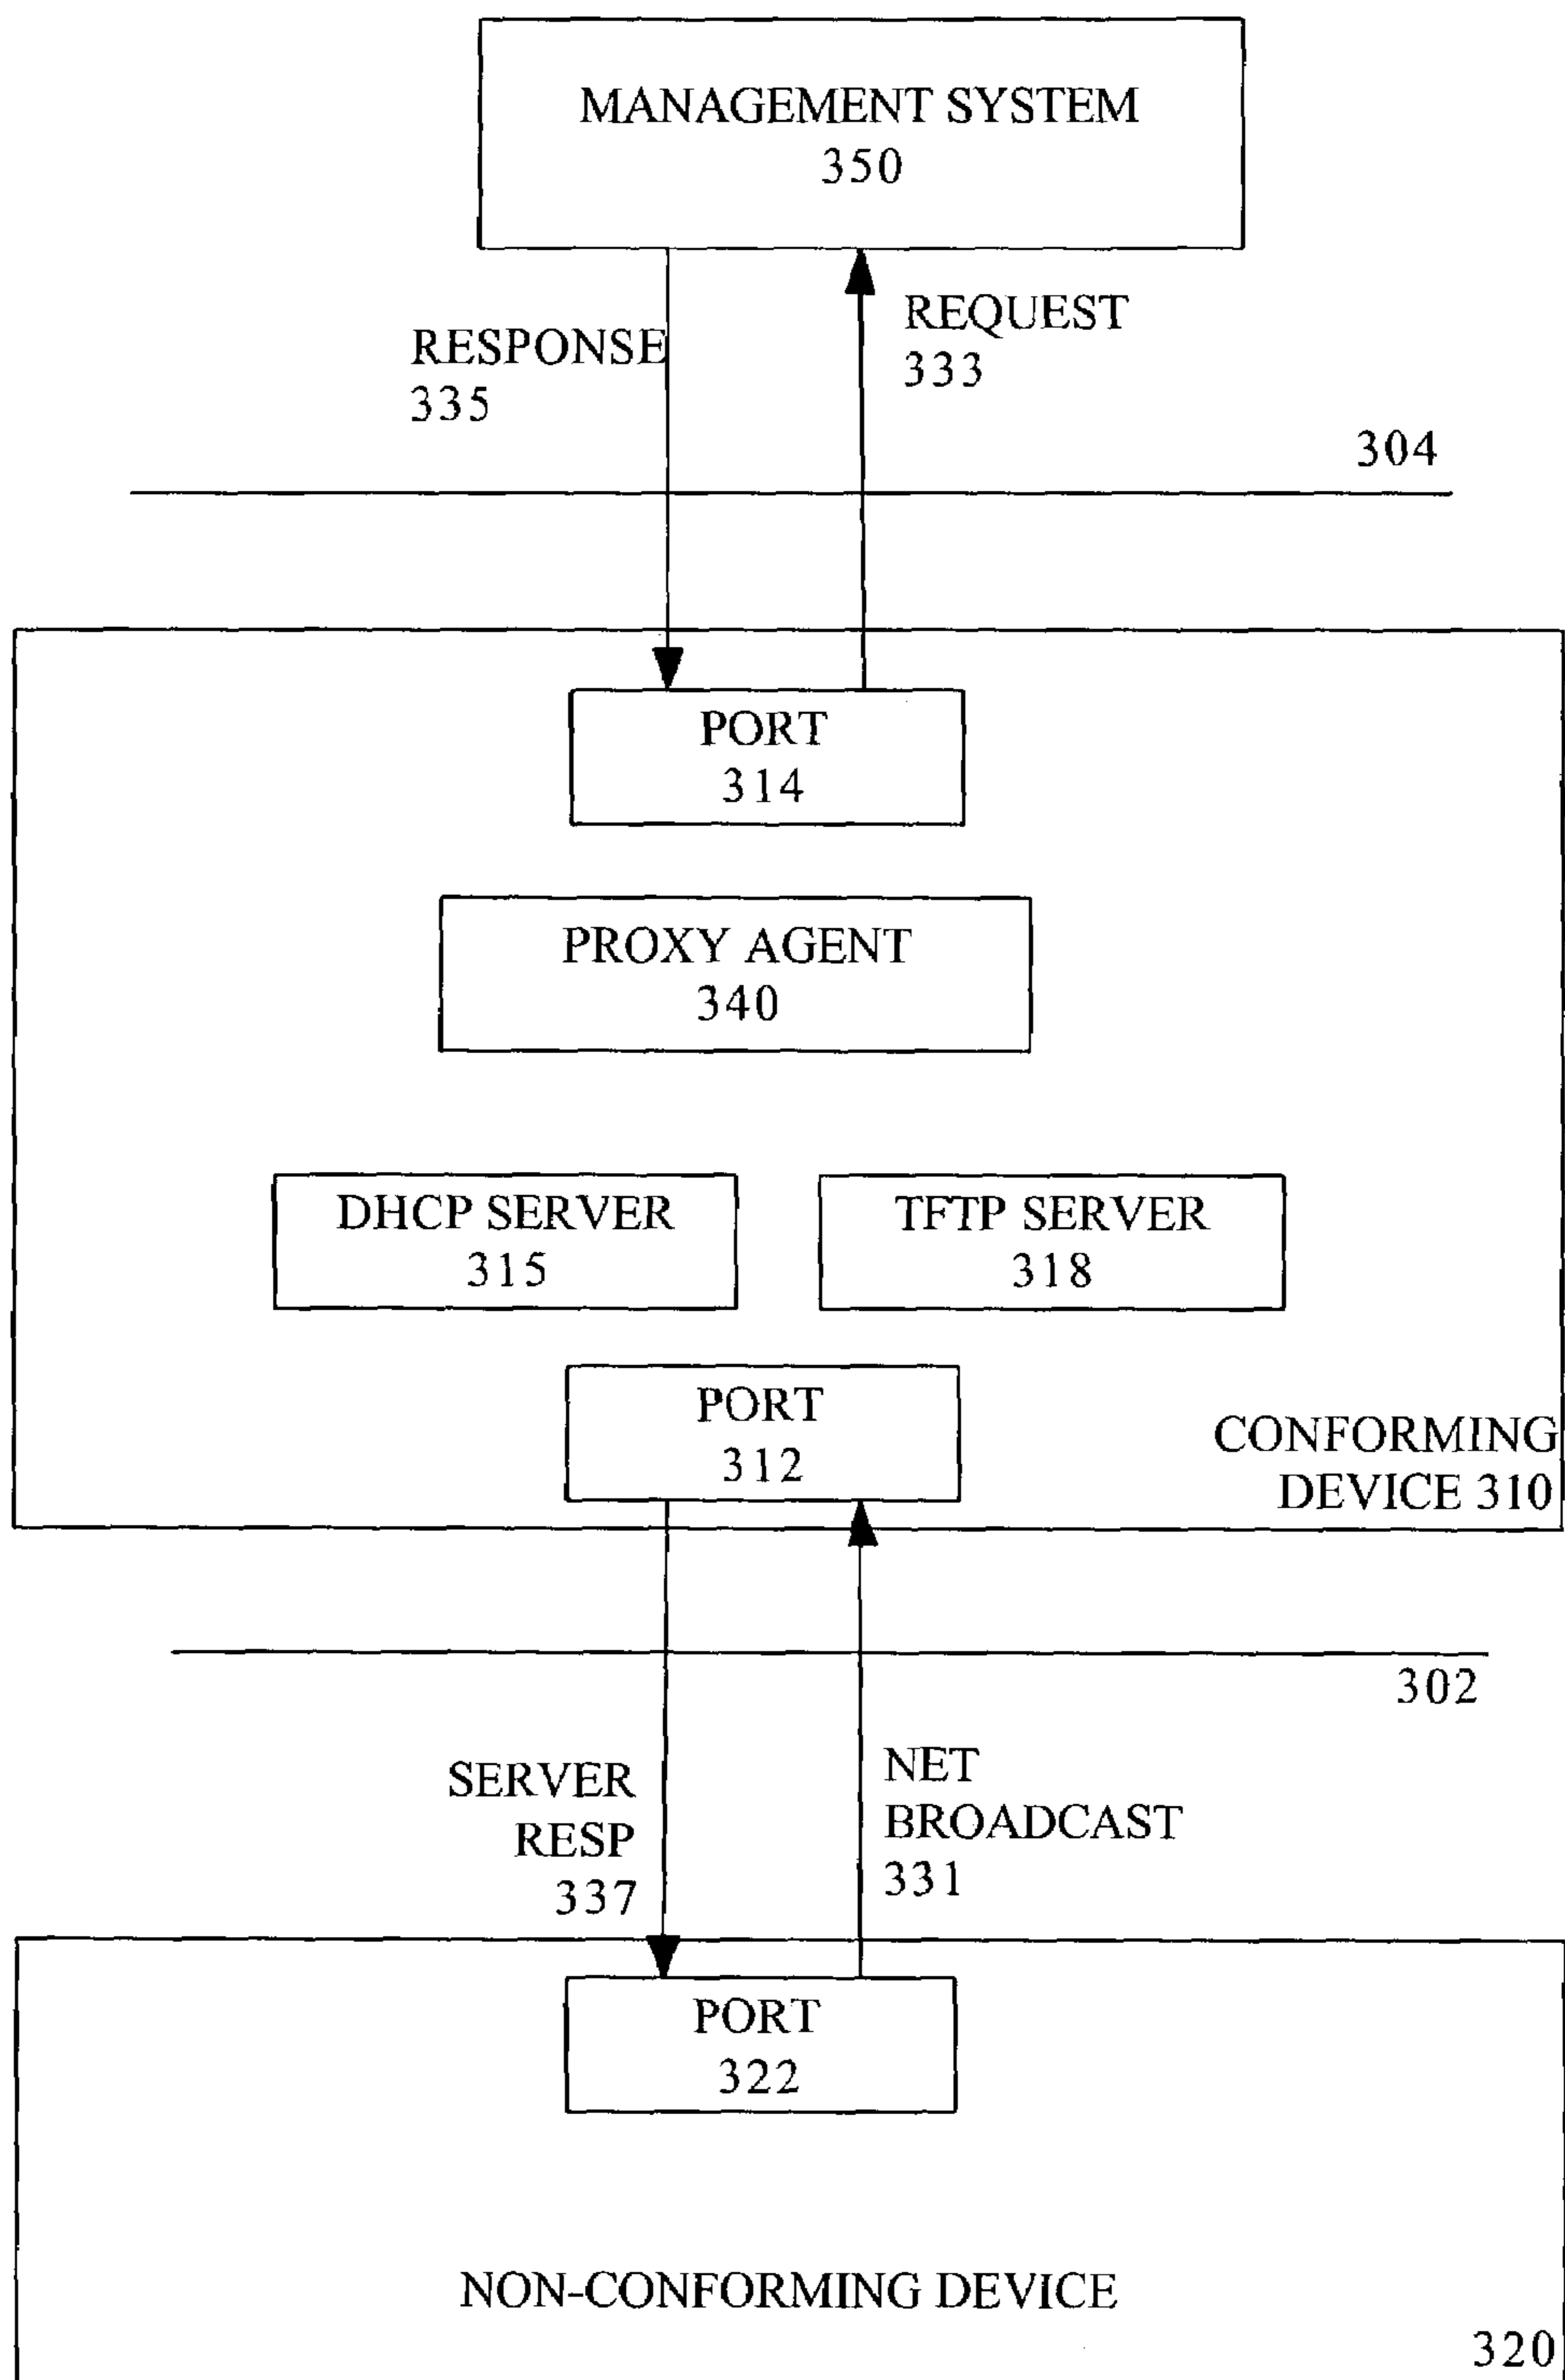 MANAGEMENT SYSTEM
350
RESPONSE
335
REQUEST
333
304
PORT
314
PROXY AGENT
340
DHCP SERVER
315
TFTP SERVER
318
PORT
312
CONFORMING
DEVICE 310
302
SERVER
RESP
337
NET
BROADCAST
331
PORT
322
NON-CONFORMING DEVICE
320